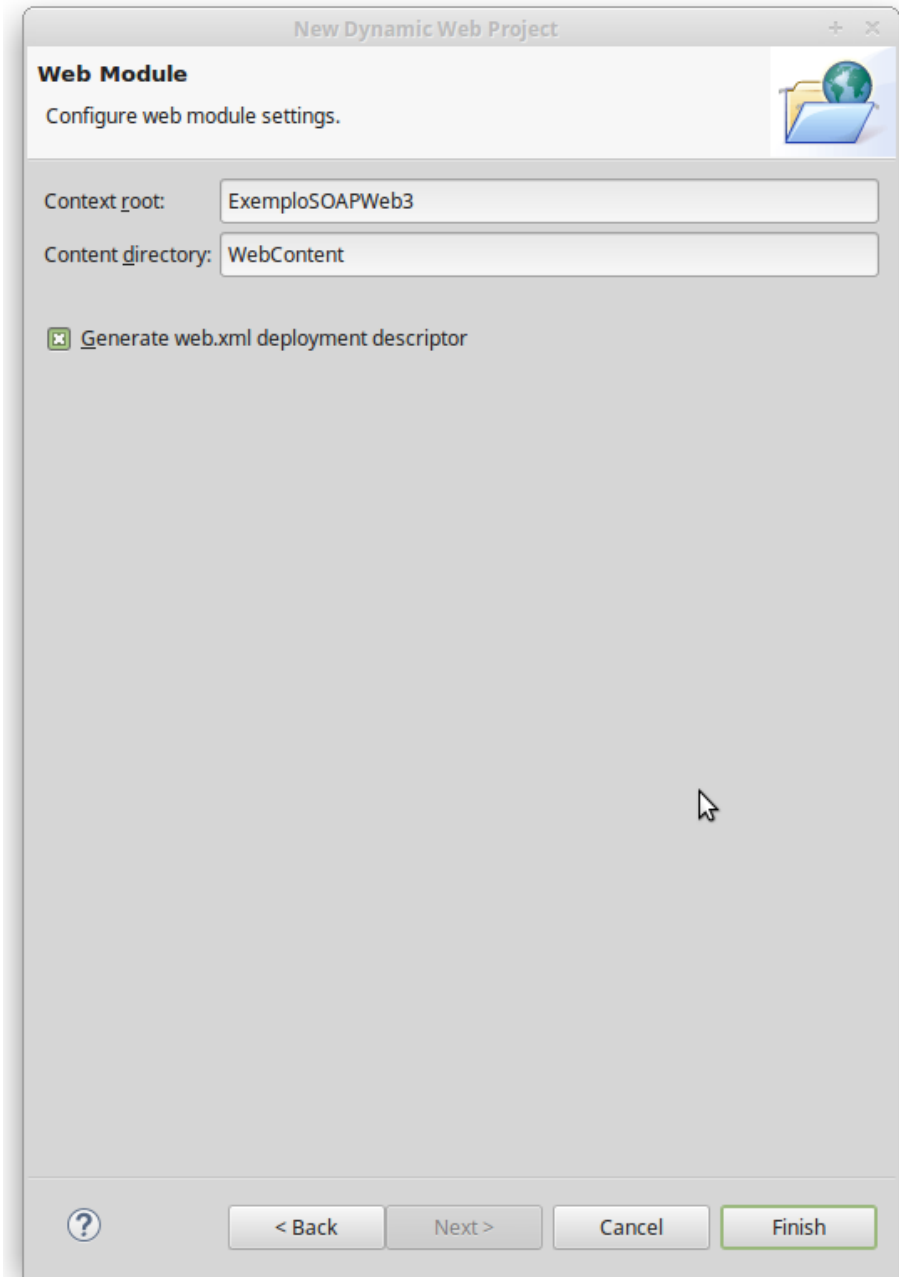 New Dynamic Web Project
Web Module
Configure web module settings.
Context root: ExemploSOAPWeb3
Content directory: WebContent
Generate web.xml deployment descriptor
? < Back Next > Cancel Finish